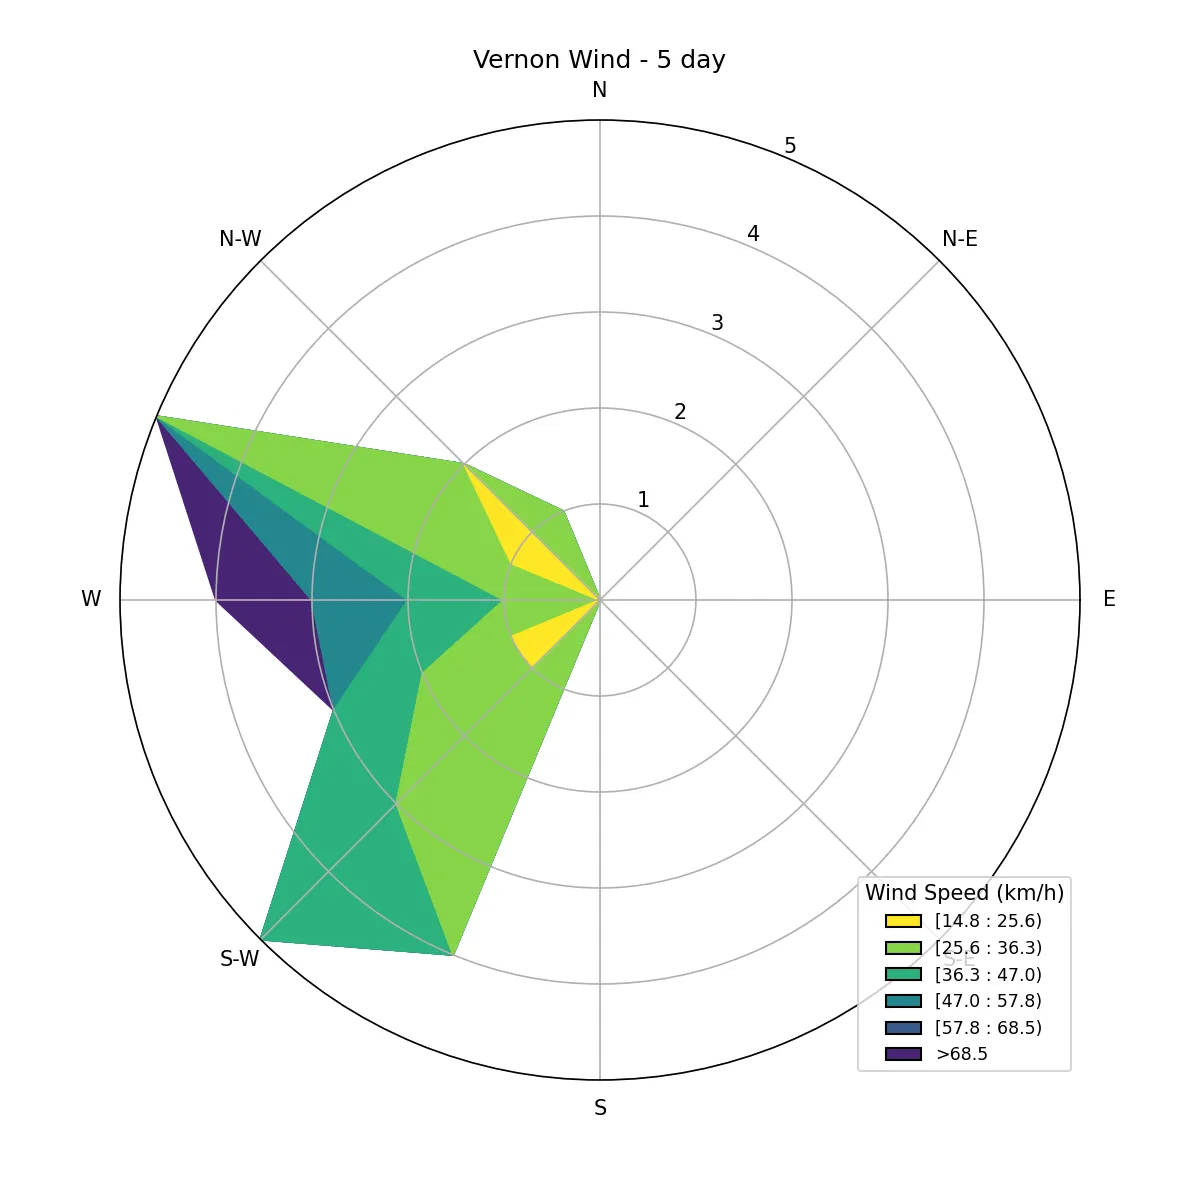 Vernon Wind - 5 day
N
5
N-W
N-E
4
3
2
1
W
E
S-W
S-E
S
Wind Speed (km/h)
[14.8 : 25.6)
[25.6 : 36.3)
[36.3 : 47.0)
[47.0 : 57.8)
[57.8 : 68.5)
>68.5